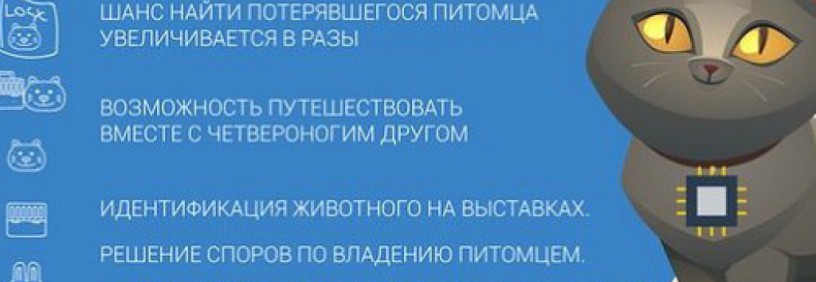 LOSK
ШАНС НАЙТИ ПОТЕРЯВШЕГОСЯ ПИТОМЦА
УВЕЛИЧИВАЕТСЯ В РАЗЫ
ВОЗМОЖНОСТЬ ПУТЕШЕСТВОВАТЬ
ВМЕСТЕ С ЧЕТВЕРОНОГИМ ДРУГОМ
ИДЕНТИФИКАЦИЯ ЖИВОТНОГО НА ВЫСТАВКАХ.
РЕШЕНИЕ СПОРОВ ПО ВЛАДЕНИЮ ПИТОМЦЕМ.